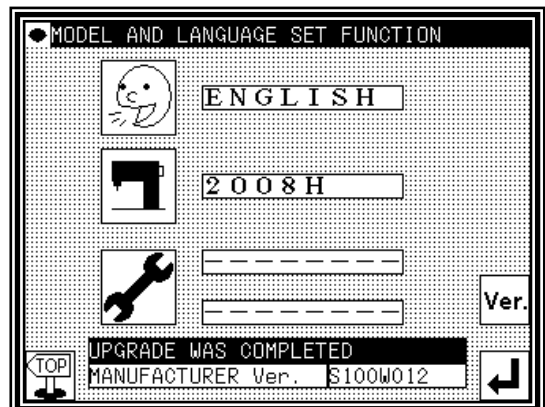 MODEL AND LANGUAGE SET FUNCTION
ENGLISH
2008H
Ver.
UPGRADE WAS COMPLETED
TOP
MANUFACTURER Ver. S100W012